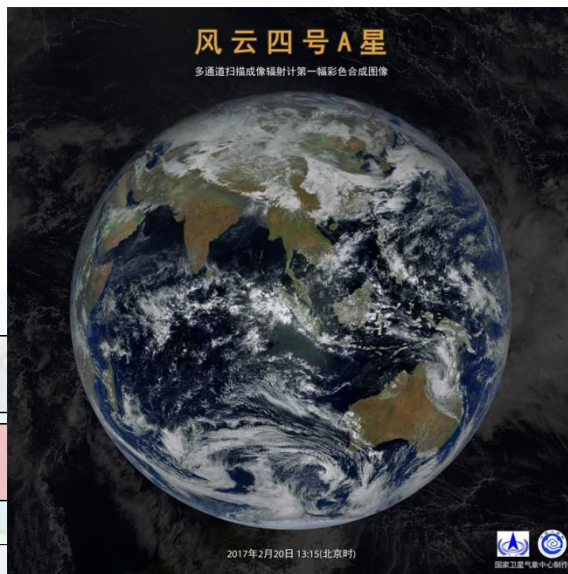 风云四号A星
多通道扫描成像辐射计第一幅彩色合成图像
2017年2月20日 13:15(北京时)
国家卫星气象中心制作